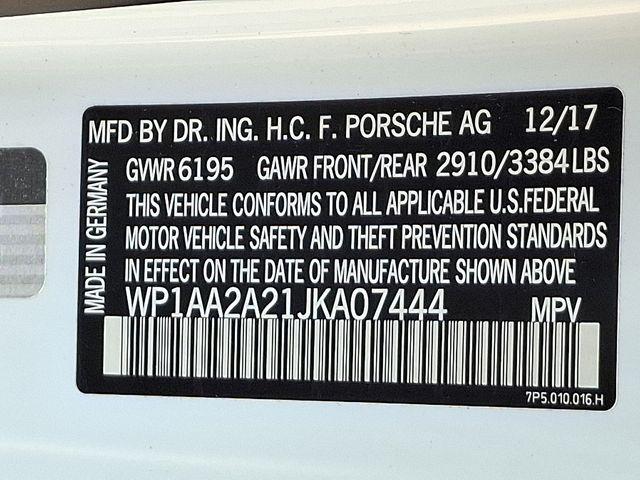 MFD BY DR. ING. H.C. F. PORSCHE AG 12/17
GVWR 6195 GAWR FRONT/REAR 2910/3384 LBS
THIS VEHICLE CONFORMS TO ALL APPLICABLE U.S. FEDERAL
MOTOR VEHICLE SAFETY AND THEFT PREVENTION STANDARDS
IN EFFECT ON THE DATE OF MANUFACTURE SHOWN ABOVE
WP1AA2A21JKA07444 MPV
7P5.010.016.H
MADE IN GERMANY